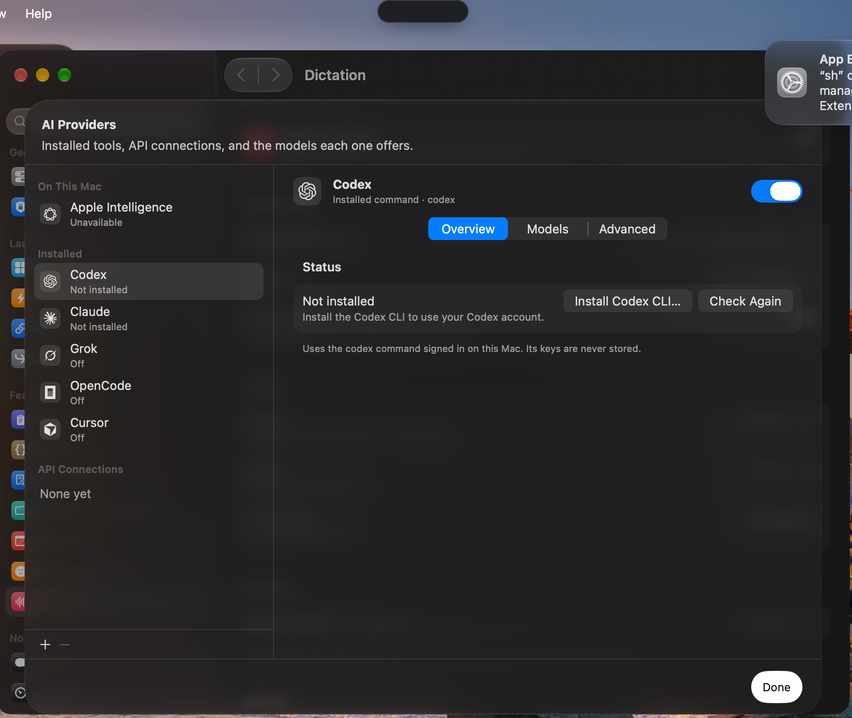 Help
Dictation
App
"sh"
AI Providers
Installed tools, API connections, and the models each one offers.
On This Mac
Apple Intelligence
Unavailable
Installed
Codex
Not installed
Claude
Not installed
Grok
Off
OpenCode
Off
Cursor
Off
API Connections
None yet
Codex
Installed command · codex
Overview
Models
Advanced
Status
Not installed
Install the Codex CLI to use your Codex account.
Install Codex CLI...
Check Again
Uses the codex command signed in on this Mac. Its keys are never stored.
Done